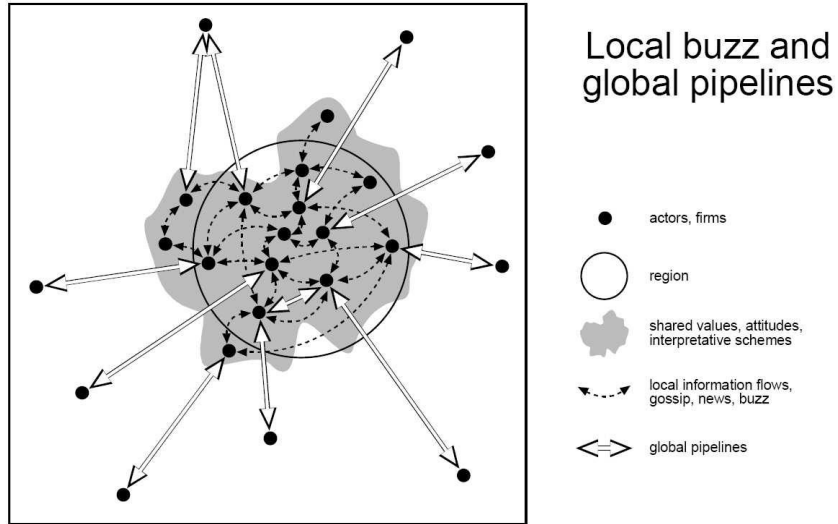 Local buzz and
global pipelines
actors, firms
region
shared values, attitudes,
interpretative schemes
local information flows,
gossip, news, buzz
global pipelines